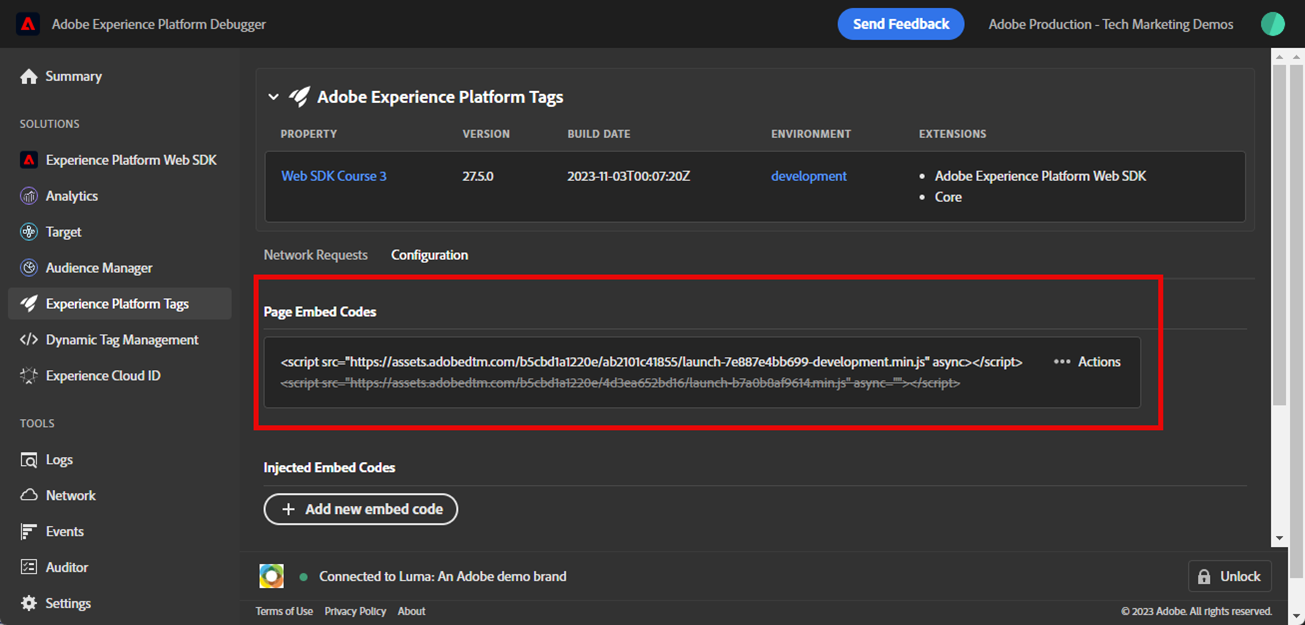 Adobe Experience Platform Debugger
Send Feedback
Adobe Production - Tech Marketing Demos
Summary
SOLUTIONS
Experience Platform Web SDK
Analytics
Target
Audience Manager
Experience Platform Tags
Dynamic Tag Management
Experience Cloud ID
TOOLS
Logs
Network
Events
Auditor
Settings
Adobe Experience Platform Tags
PROPERTY VERSION BUILD DATE ENVIRONMENT EXTENSIONS
Web SDK Course 3 27.5.0 2023-11-03T00:07:20Z development • Adobe Experience Platform Web SDK
• Core
Network Requests Configuration
Page Embed Codes
<script src="https://assets.adobedtm.com/b5cbd1a1220e/ab2101c41855/launch-7e887e4bb699-development.min.js" async></script> ••• Actions
<script src="https://assets.adobedtm.com/b5cbd1a1220e/4d3ea652bd16/launch-b7a0b8af9614.min.js" async=""></script>
Injected Embed Codes
+ Add new embed code
Connected to Luma: An Adobe demo brand
Unlock
Terms of Use Privacy Policy About
© 2023 Adobe. All rights reserved.